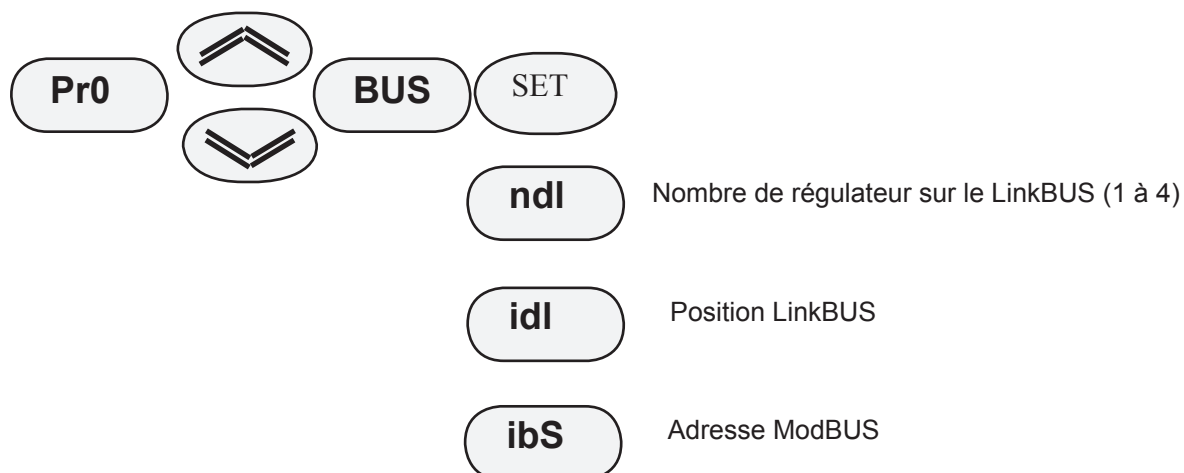 Pr0 BUS SET
ndl Nombre de régulateur sur le LinkBUS (1 à 4)
idl Position LinkBUS
ibS Adresse ModBUS